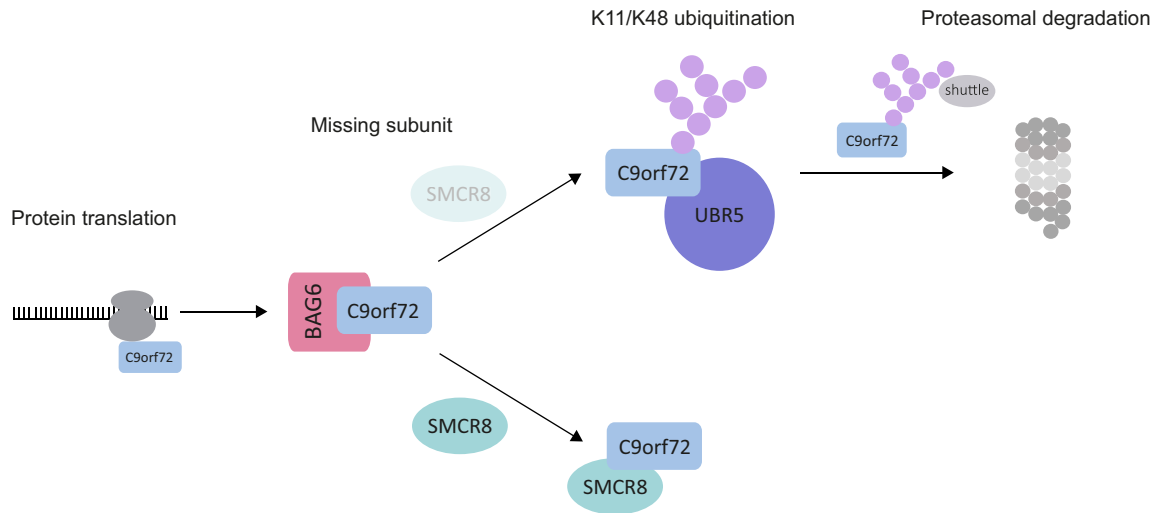 K11/K48 ubiquitination
Proteasomal degradation
shuttle
C9orf72
Missing subunit
SMCR8
C9orf72
UBR5
Protein translation
C9orf72
BAG6
C9orf72
SMCR8
C9orf72
SMCR8